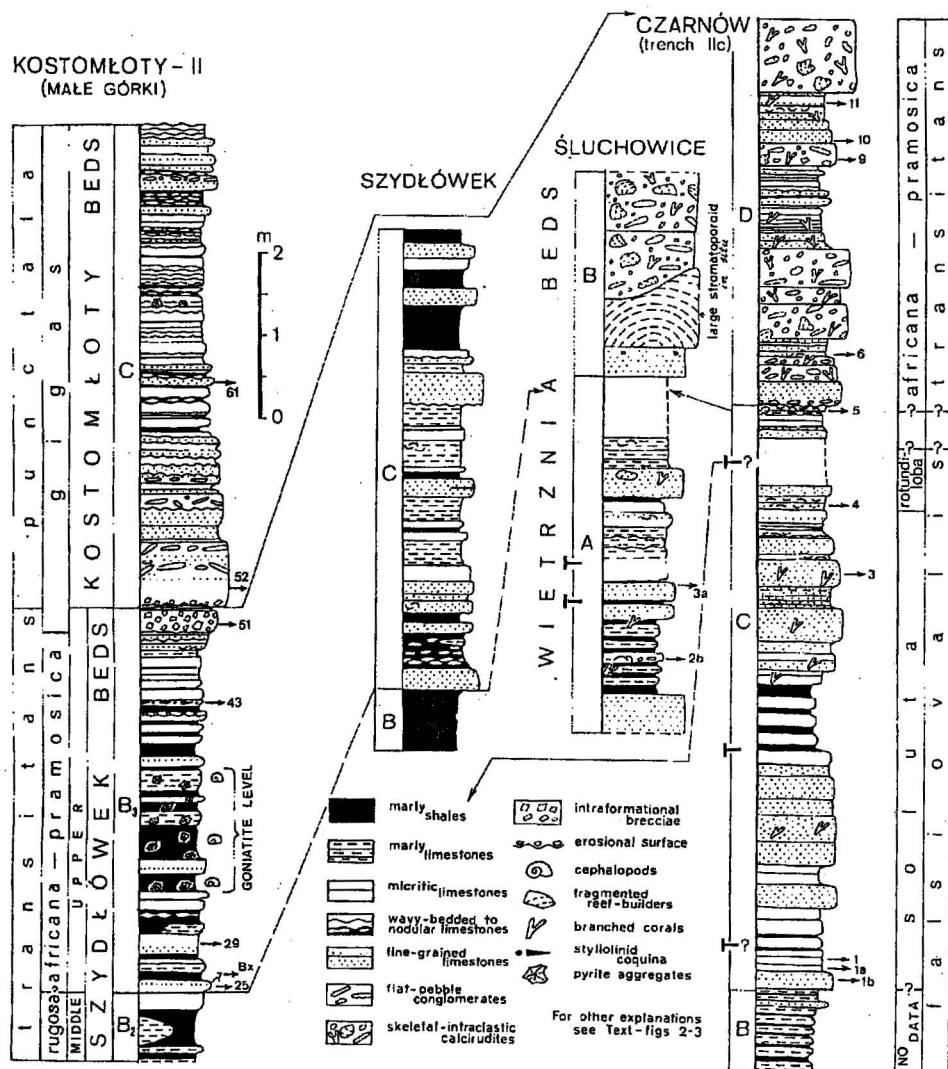 KOSTOMŁOTY - II
(MAŁE GÓRKI)
transitans
punctata
rugosa
africana - pramosica
gigas
MIDDLE
UPPER
SZYDŁÓWEK BEDS
KOSTOMŁOTY BEDS
C
B3
B2
61
52
51
43
29
Bx
?
25
GONIATITE LEVEL
m
2
1
0
SZYDŁÓWEK
C
B
ŚLUCHOWICE
WIETRZNIA BEDS
B
A
large stromatoporoid
in situ
3a
2b
CZARNÓW
(trench IIc)
D
C
B
?
?
11
10
9
6
5
4
3
1
1a
1b
africana - pramosica
transitans
?
?
rotundiloba
soluta
falsiovalis
?
NO DATA
marly shales
marly limestones
micritic limestones
wavy-bedded to nodular limestones
fine-grained limestones
flat-pebble conglomerates
skeletal-intraclastic calcirudites
intraformational brecciae
erosional surface
cephalopods
fragmented reef-builders
branched corals
styliolinid coquina
pyrite aggregates
For other explanations
see Text-figs 2-3